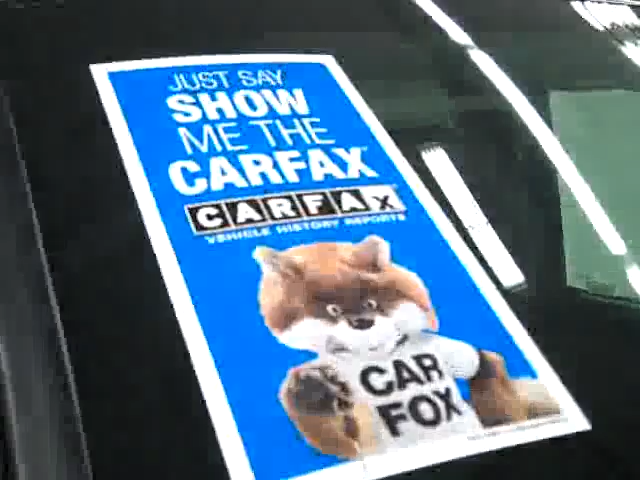 JUST SAY
SHOW
ME THE
CARFAX
CARFAX
VEHICLE HISTORY REPORTS
CAR
FOX